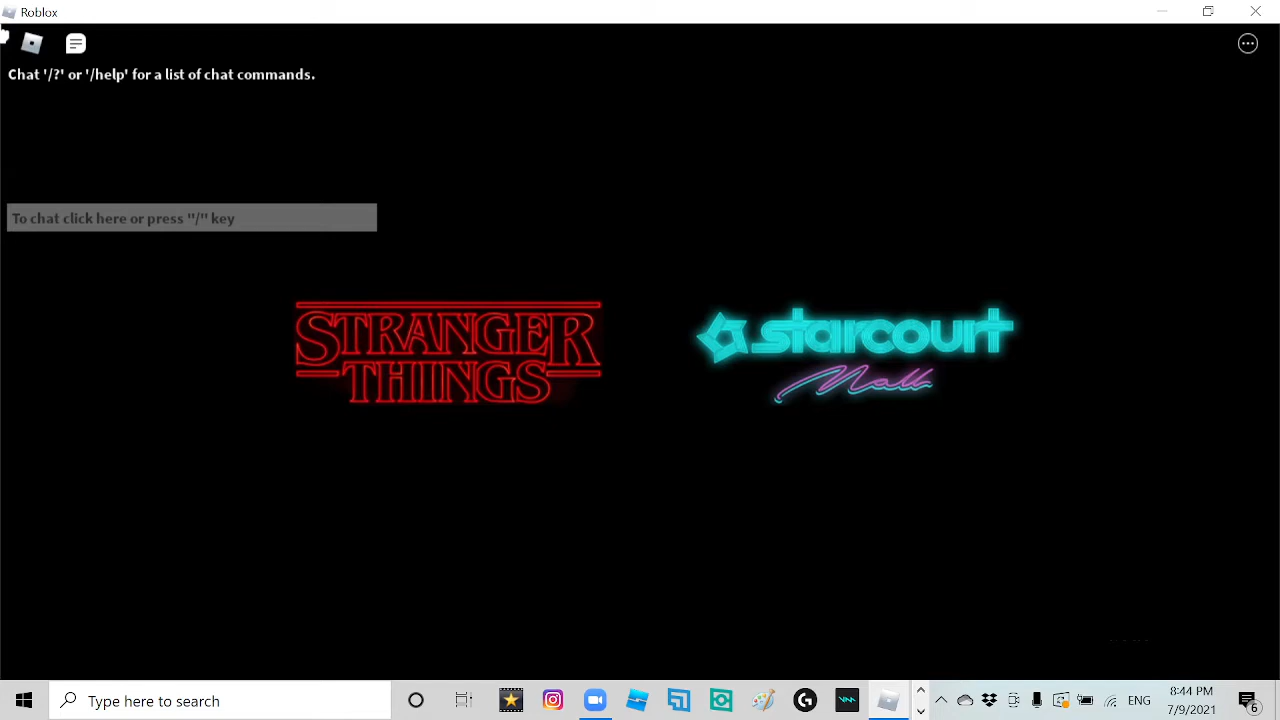 Roblox
Chat '/?' or '/help' for a list of chat commands.
To chat click here or press "/" key
STRANGER
THINGS
starcourt
Mall
Type here to search
ENG
8:44 PM
7/9/2021
6